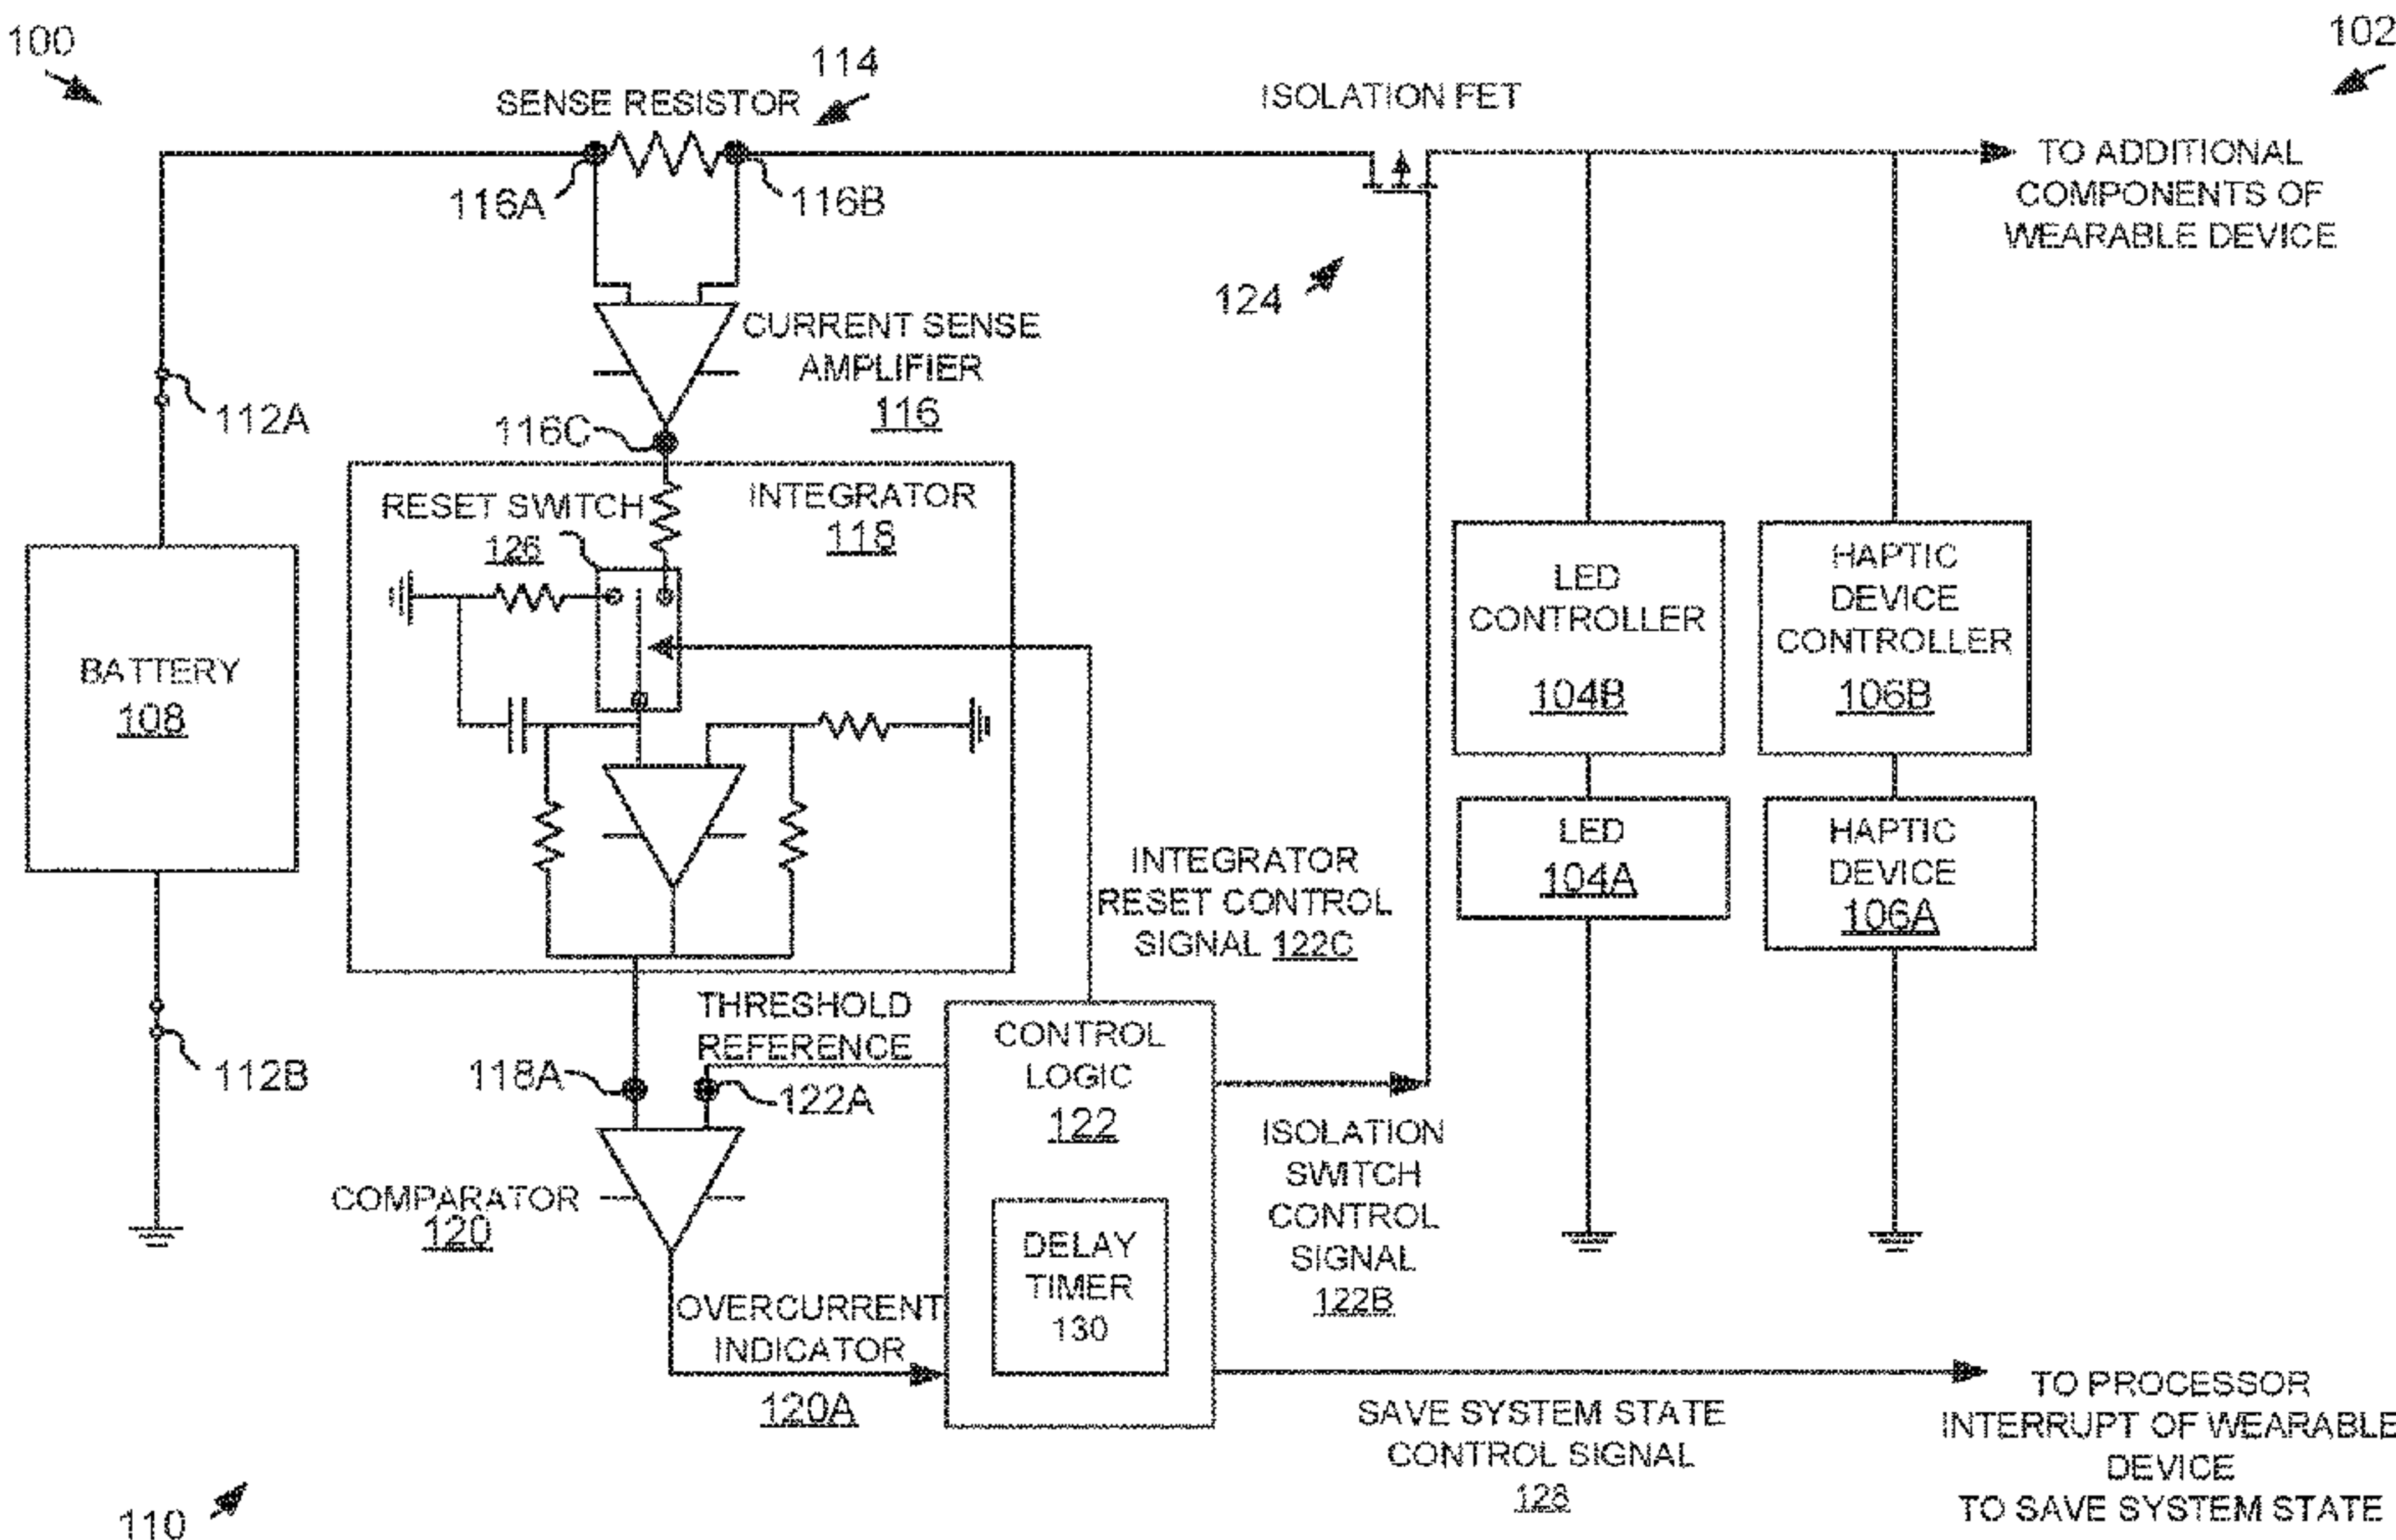 100
102
114
SENSE RESISTOR
ISOLATION FET
TO ADDITIONAL
COMPONENTS OF
WEARABLE DEVICE
116A
116B
124
CURRENT SENSE
AMPLIFIER
116
112A
116C
RESET SWITCH
126
INTEGRATOR
118
BATTERY
108
LED
CONTROLLER
104B
HAPTIC
DEVICE
CONTROLLER
106B
LED
104A
HAPTIC
DEVICE
106A
INTEGRATOR
RESET CONTROL
SIGNAL 122C
THRESHOLD
REFERENCE
112B
118A
122A
CONTROL
LOGIC
122
COMPARATOR
120
DELAY
TIMER
130
ISOLATION
SWITCH
CONTROL
SIGNAL
122B
OVERCURRENT
INDICATOR
120A
SAVE SYSTEM STATE
CONTROL SIGNAL
128
TO PROCESSOR
INTERRUPT OF WEARABLE
DEVICE
TO SAVE SYSTEM STATE
110